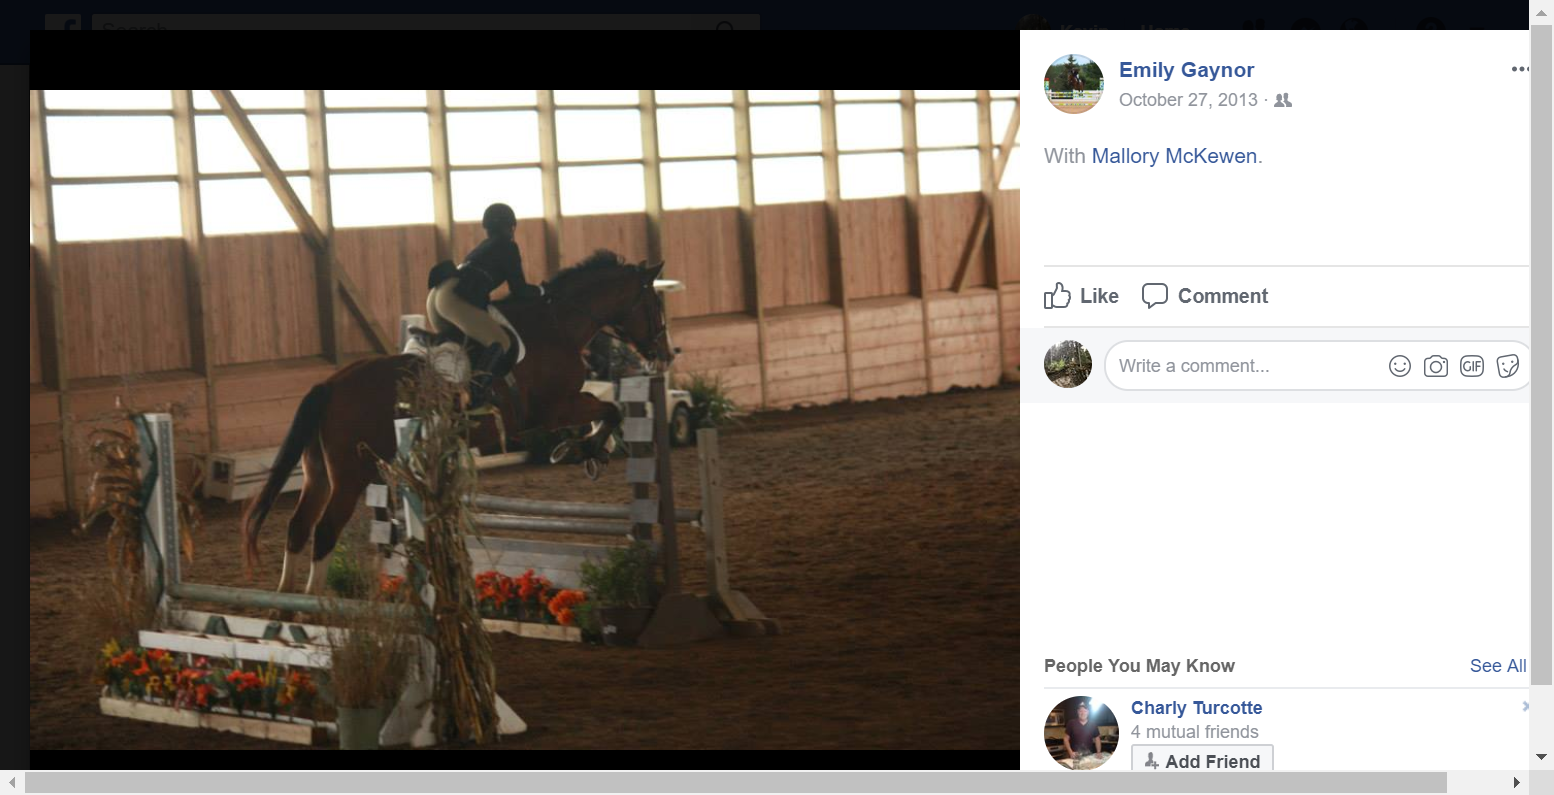 Search
Emily Gaynor
October 27, 2013 ·
With Mallory McKewen.
Like Comment
Write a comment... GIF
People You May Know See All
Charly Turcotte
4 mutual friends
Add Friend